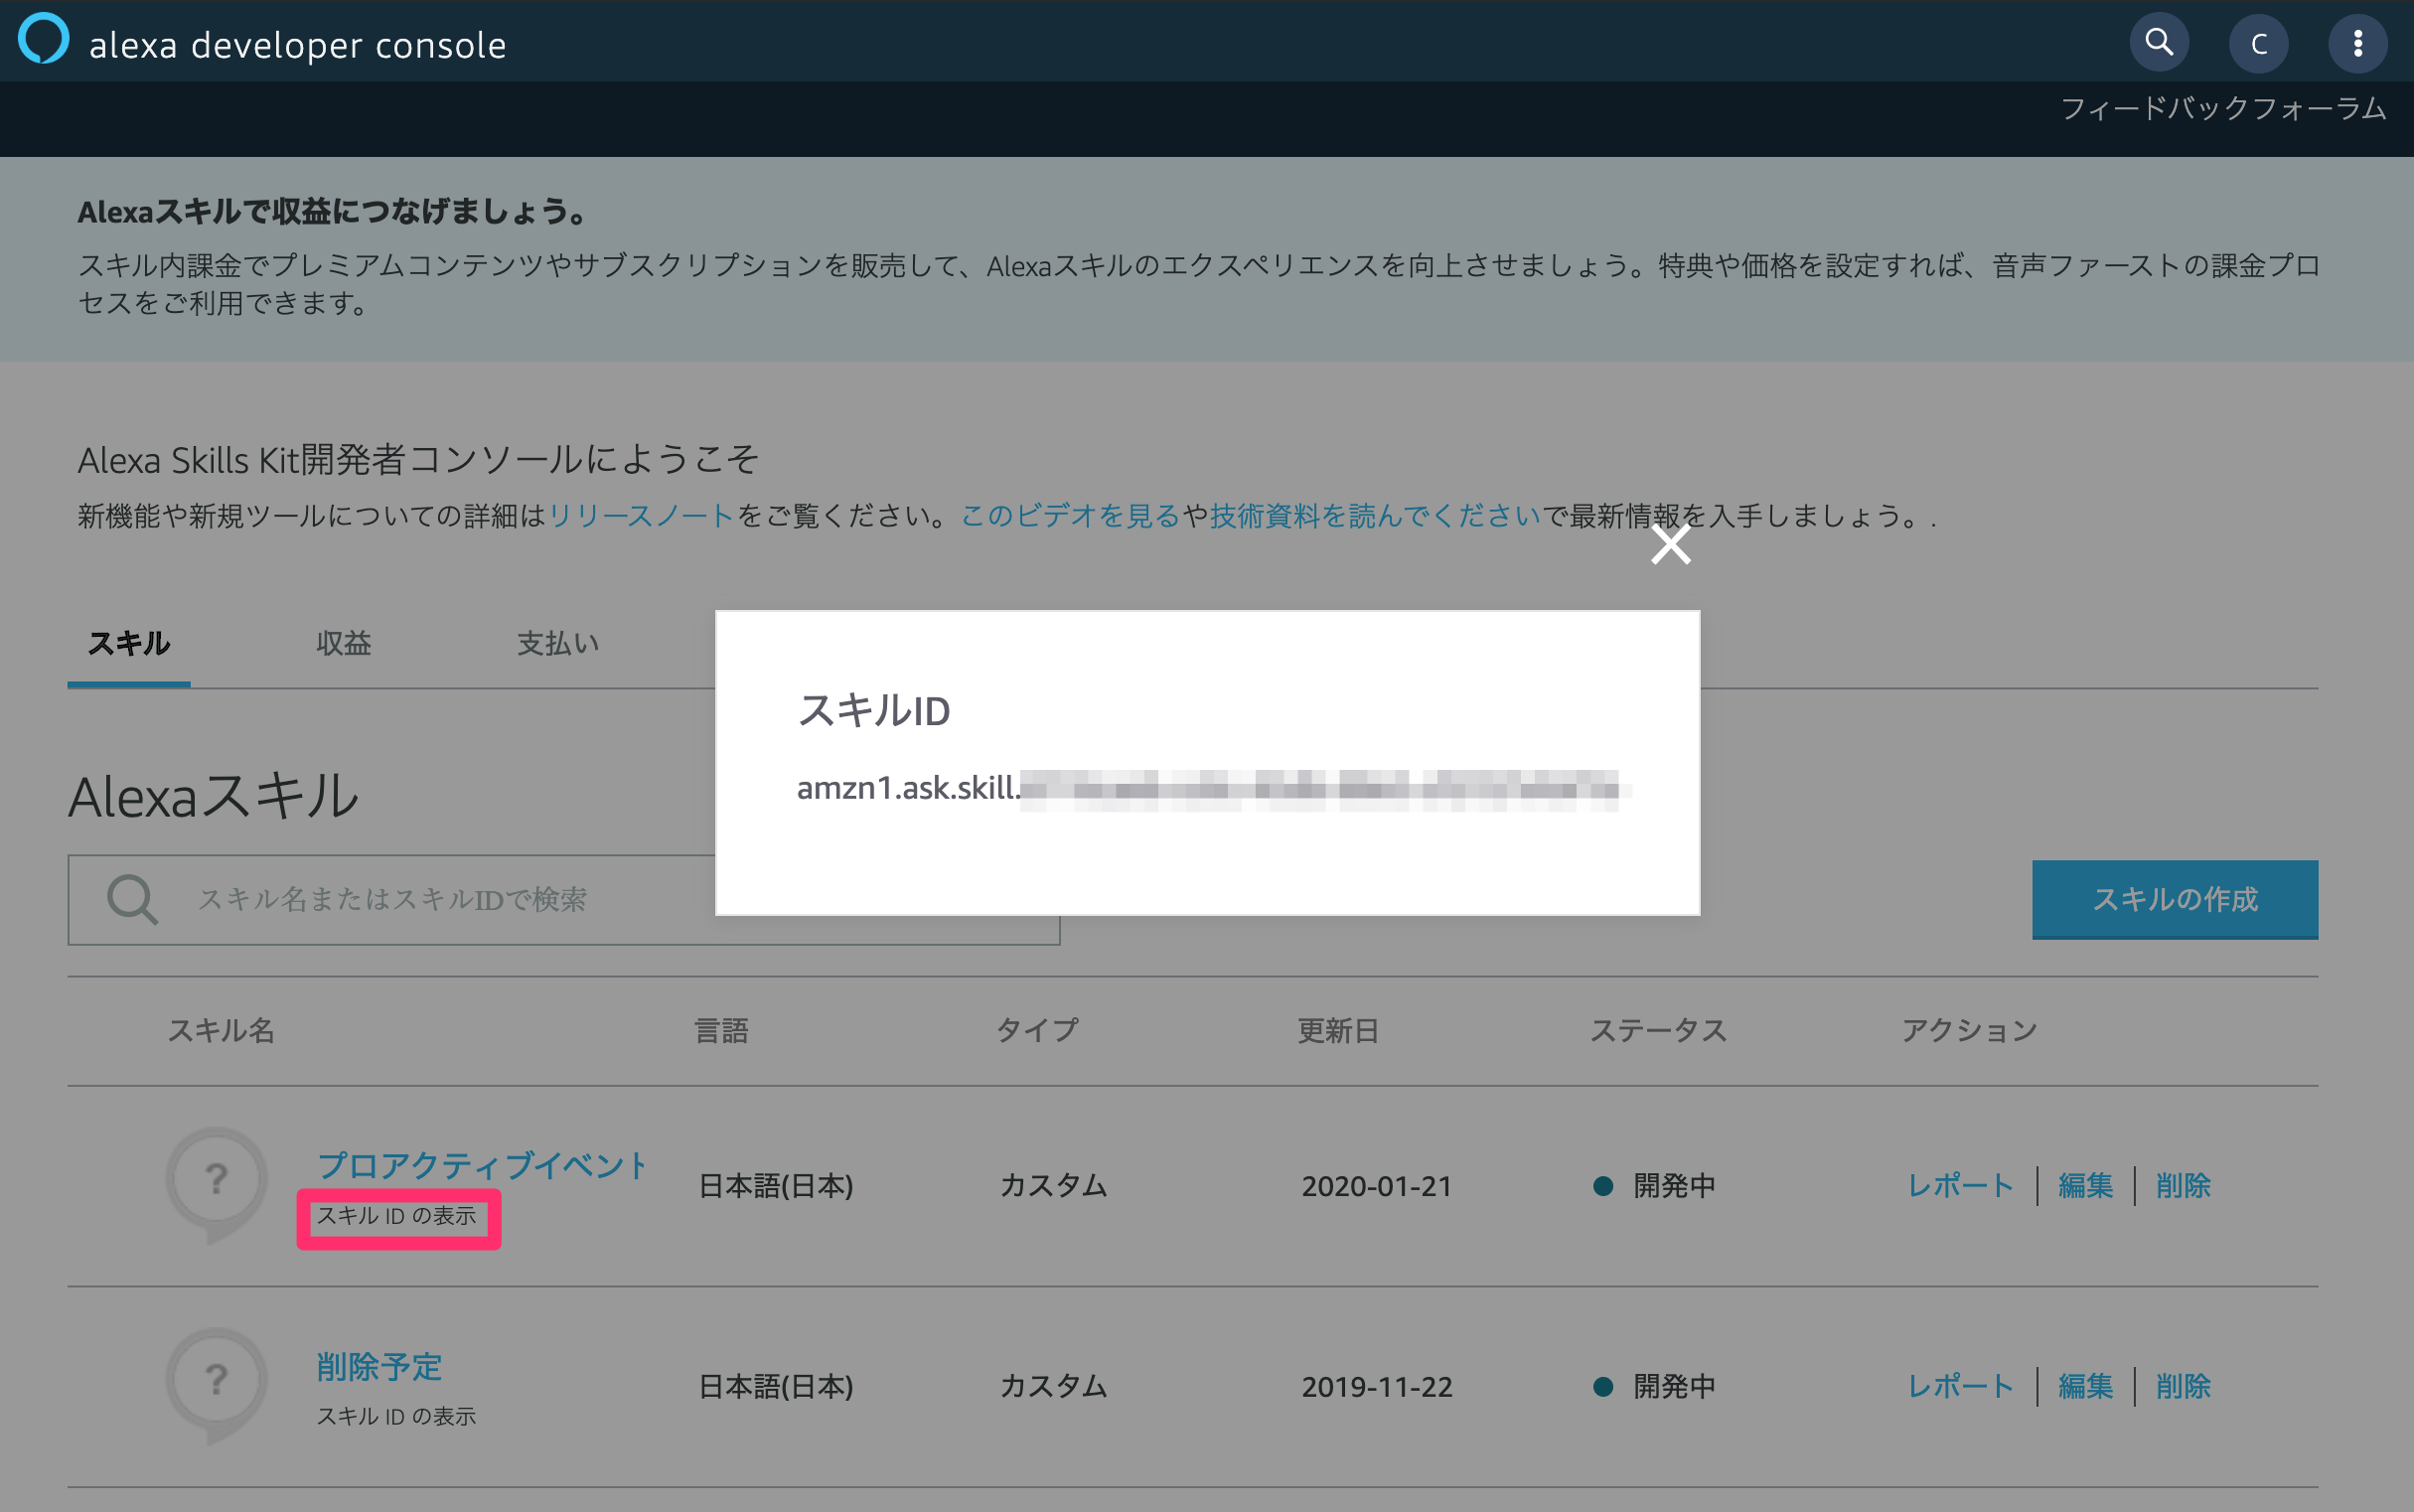 alexa developer console
C
フィードバックフォーラム
Alexaスキルで収益につなげましょう。
スキル内課金でプレミアムコンテンツやサブスクリプションを販売して、Alexaスキルのエクスペリエンスを向上させましょう。特典や価格を設定すれば、音声ファーストの課金プロ
セスをご利用できます。
Alexa Skills Kit開発者コンソールにようこそ
新機能や新規ツールについての詳細はリリースノートをご覧ください。このビデオを見るや技術資料を読んでくださいで最新情報を入手しましょう。.
スキル 収益 支払い
スキルID
amzn1.ask.skill.
Alexaスキル
スキル名またはスキルIDで検索
スキルの作成
スキル名 言語 タイプ 更新日 ステータス アクション
プロアクティブイベント
スキル ID の表示
日本語(日本) カスタム 2020-01-21 開発中 レポート 編集 削除
削除予定
スキル ID の表示
日本語(日本) カスタム 2019-11-22 開発中 レポート 編集 削除